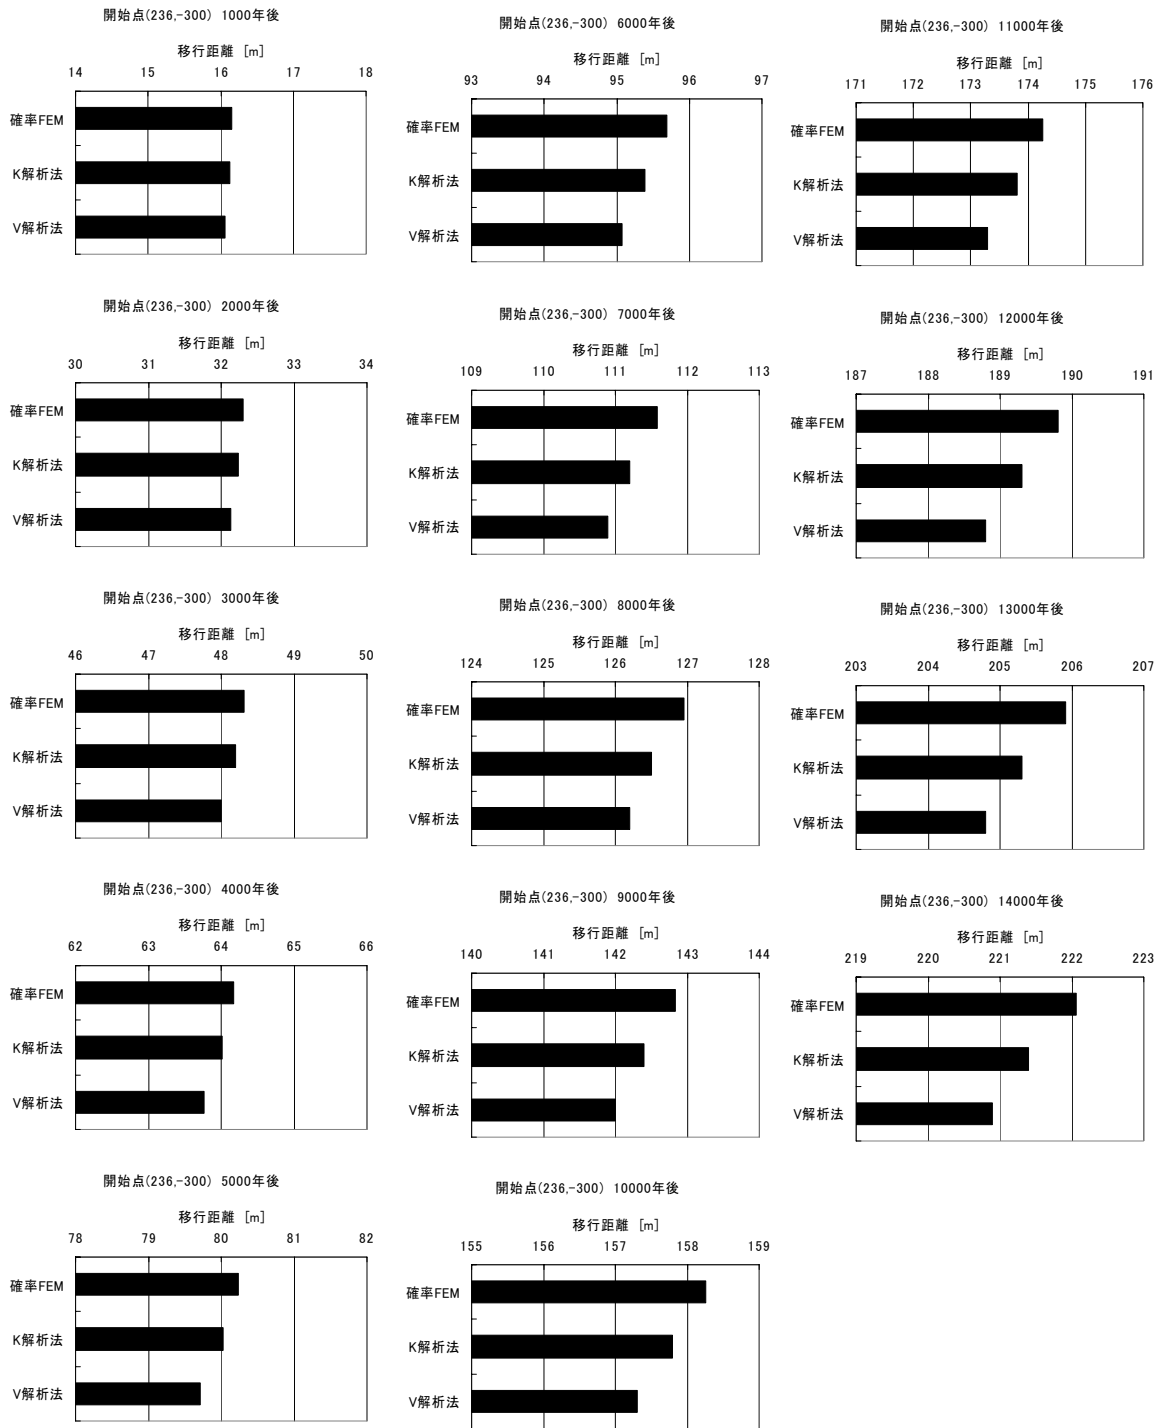 開始点(236,-300) 1000年後
移行距離 [m]
14 15 16 17 18
確率FEM
K解析法
V解析法
開始点(236,-300) 2000年後
移行距離 [m]
30 31 32 33 34
確率FEM
K解析法
V解析法
開始点(236,-300) 3000年後
移行距離 [m]
46 47 48 49 50
確率FEM
K解析法
V解析法
開始点(236,-300) 4000年後
移行距離 [m]
62 63 64 65 66
確率FEM
K解析法
V解析法
開始点(236,-300) 5000年後
移行距離 [m]
78 79 80 81 82
確率FEM
K解析法
V解析法
開始点(236,-300) 6000年後
移行距離 [m]
93 94 95 96 97
確率FEM
K解析法
V解析法
開始点(236,-300) 7000年後
移行距離 [m]
109 110 111 112 113
確率FEM
K解析法
V解析法
開始点(236,-300) 8000年後
移行距離 [m]
124 125 126 127 128
確率FEM
K解析法
V解析法
開始点(236,-300) 9000年後
移行距離 [m]
140 141 142 143 144
確率FEM
K解析法
V解析法
開始点(236,-300) 10000年後
移行距離 [m]
155 156 157 158 159
確率FEM
K解析法
V解析法
開始点(236,-300) 11000年後
移行距離 [m]
171 172 173 174 175 176
確率FEM
K解析法
V解析法
開始点(236,-300) 12000年後
移行距離 [m]
187 188 189 190 191
確率FEM
K解析法
V解析法
開始点(236,-300) 13000年後
移行距離 [m]
203 204 205 206 207
確率FEM
K解析法
V解析法
開始点(236,-300) 14000年後
移行距離 [m]
219 220 221 222 223
確率FEM
K解析法
V解析法